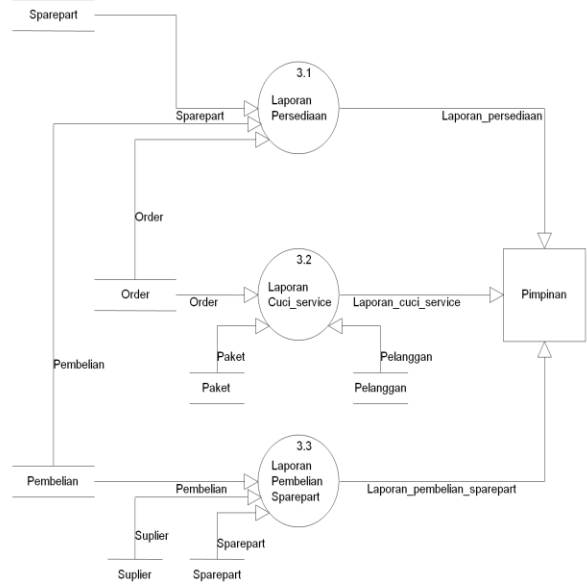 Sparepart
3.1
Laporan
Persediaan
Sparepart
Laporan_persediaan
Order
3.2
Laporan
Cuci_service
Order
Order
Laporan_cuci_service
Pimpinan
Paket
Pelanggan
Paket
Pelanggan
Pembelian
3.3
Laporan
Pembelian
Sparepart
Pembelian
Pembelian
Laporan_pembelian_sparepart
Suplier
Sparepart
Suplier
Sparepart